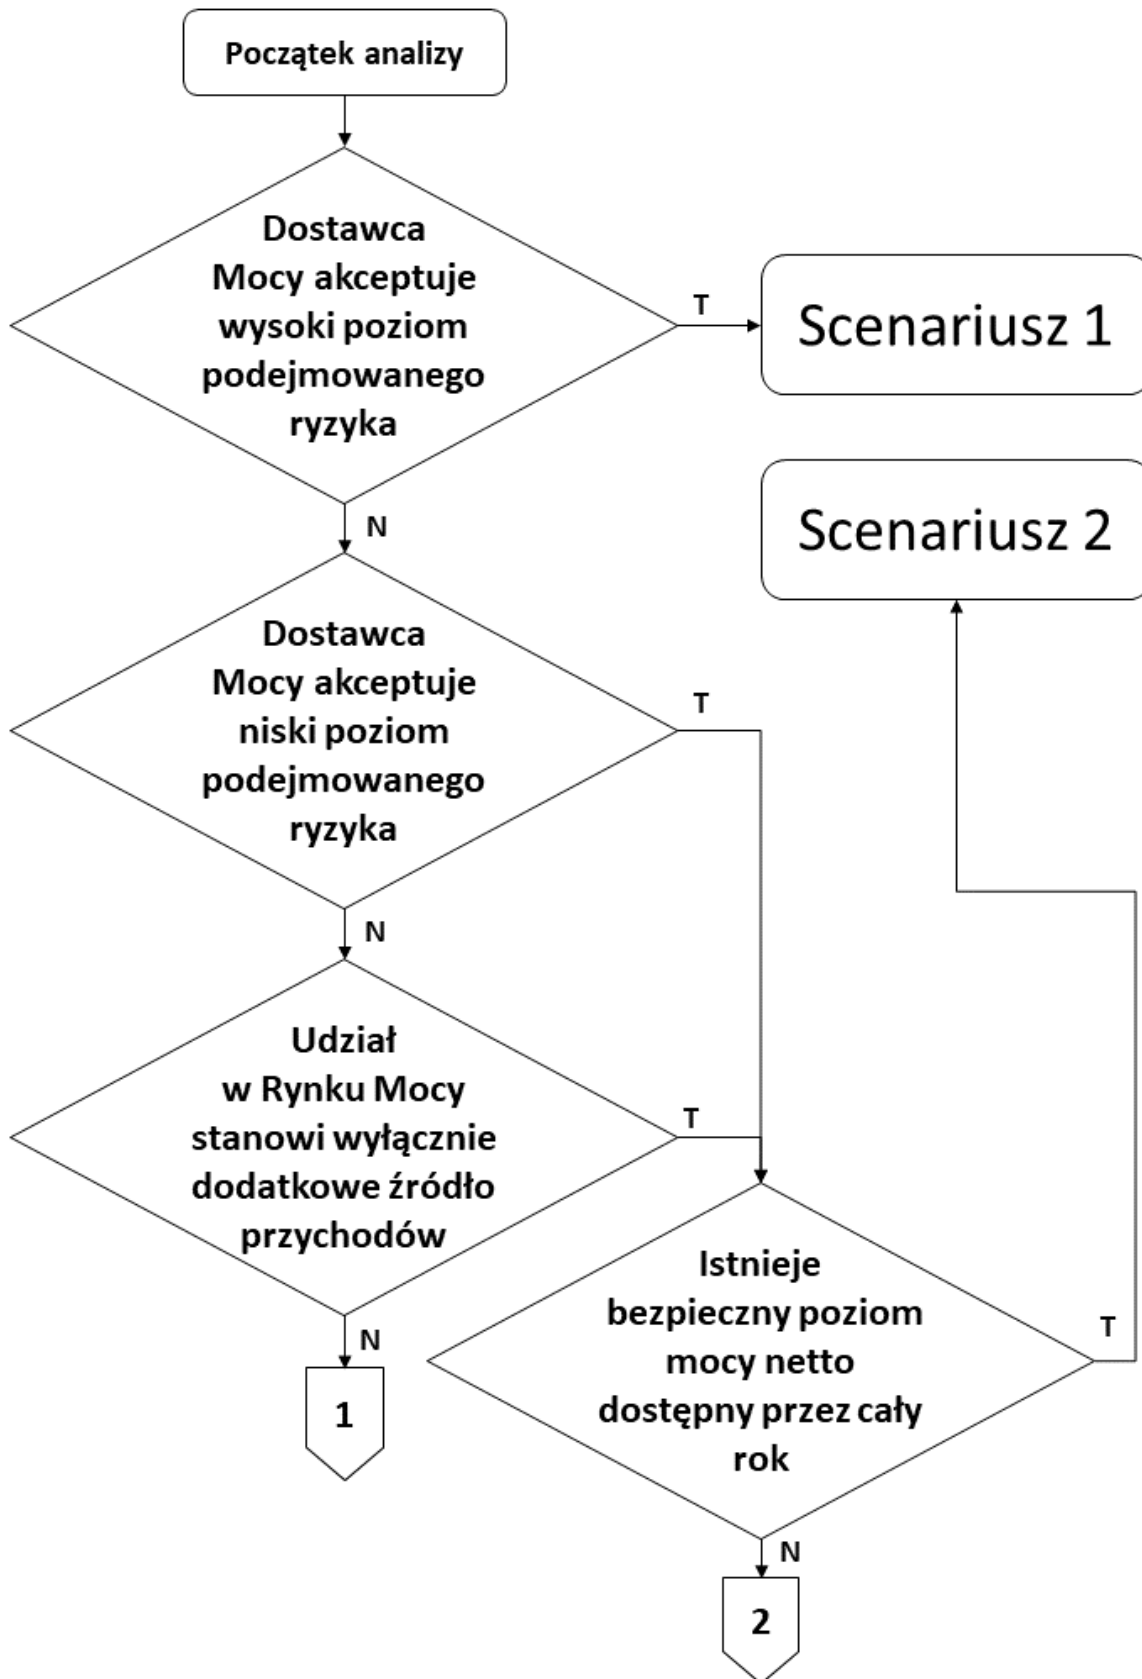 Początek analizy
Dostawca
Mocy akceptuje
wysoki poziom
podejmowanego
ryzyka
T
Scenariusz 1
N
Scenariusz 2
Dostawca
Mocy akceptuje
niski poziom
podejmowanego
ryzyka
T
N
Udział
w Rynku Mocy
stanowi wyłącznie
dodatkowe źródło
przychodów
T
N
1
Istnieje
bezpieczny poziom
mocy netto
dostępny przez cały
rok
T
N
2